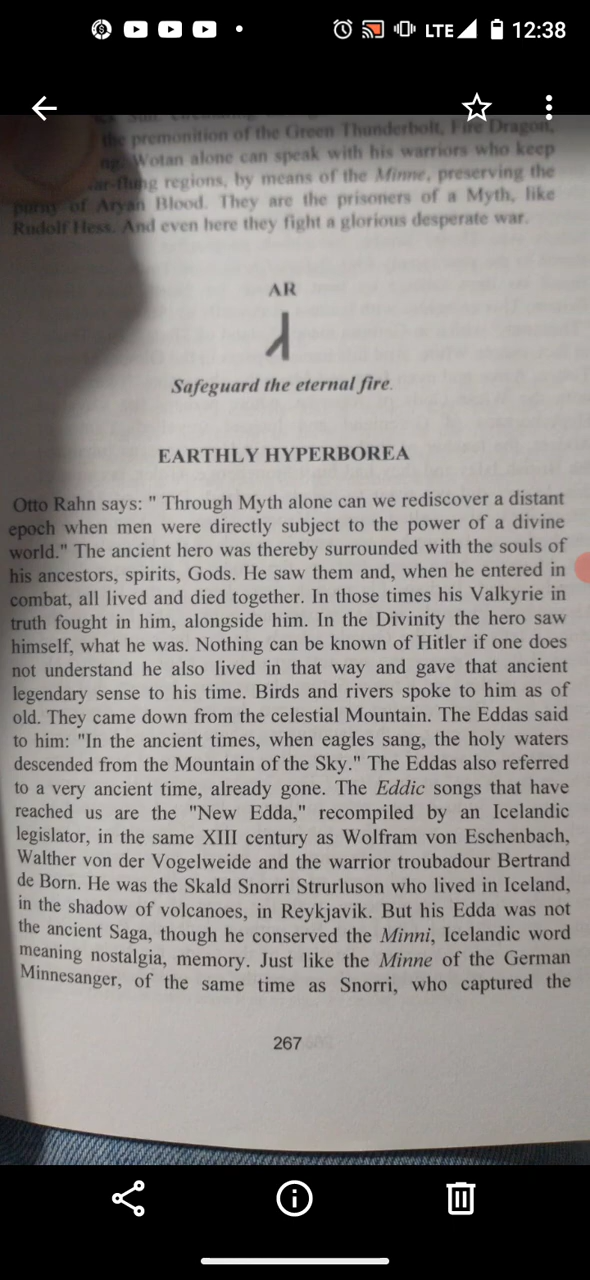 LTE 12:38
the premonition of the Green Thunderbolt, Fire Dragon,
Wotan alone can speak with his warriors who keep
regions, by means of the Minne, preserving the
of Aryan Blood. They are the prisoners of a Myth, like
Rudolf Hess. And even here they fight a glorious desperate war.
AR
Safeguard the eternal fire.
EARTHLY HYPERBOREA
Otto Rahn says: " Through Myth alone can we rediscover a distant
epoch when men were directly subject to the power of a divine
world." The ancient hero was thereby surrounded with the souls of
his ancestors, spirits, Gods. He saw them and, when he entered in
combat, all lived and died together. In those times his Valkyrie in
truth fought in him, alongside him. In the Divinity the hero saw
himself, what he was. Nothing can be known of Hitler if one does
not understand he also lived in that way and gave that ancient
legendary sense to his time. Birds and rivers spoke to him as of
old. They came down from the celestial Mountain. The Eddas said
to him: "In the ancient times, when eagles sang, the holy waters
descended from the Mountain of the Sky." The Eddas also referred
to a very ancient time, already gone. The Eddic songs that have
reached us are the "New Edda," recompiled by an Icelandic
legislator, in the same XIII century as Wolfram von Eschenbach,
Walther von der Vogelweide and the warrior troubadour Bertrand
de Born. He was the Skald Snorri Strurluson who lived in Iceland,
in the shadow of volcanoes, in Reykjavik. But his Edda was not
the ancient Saga, though he conserved the Minni, Icelandic word
meaning nostalgia, memory. Just like the Minne of the German
Minnesanger, of the same time as Snorri, who captured the
267